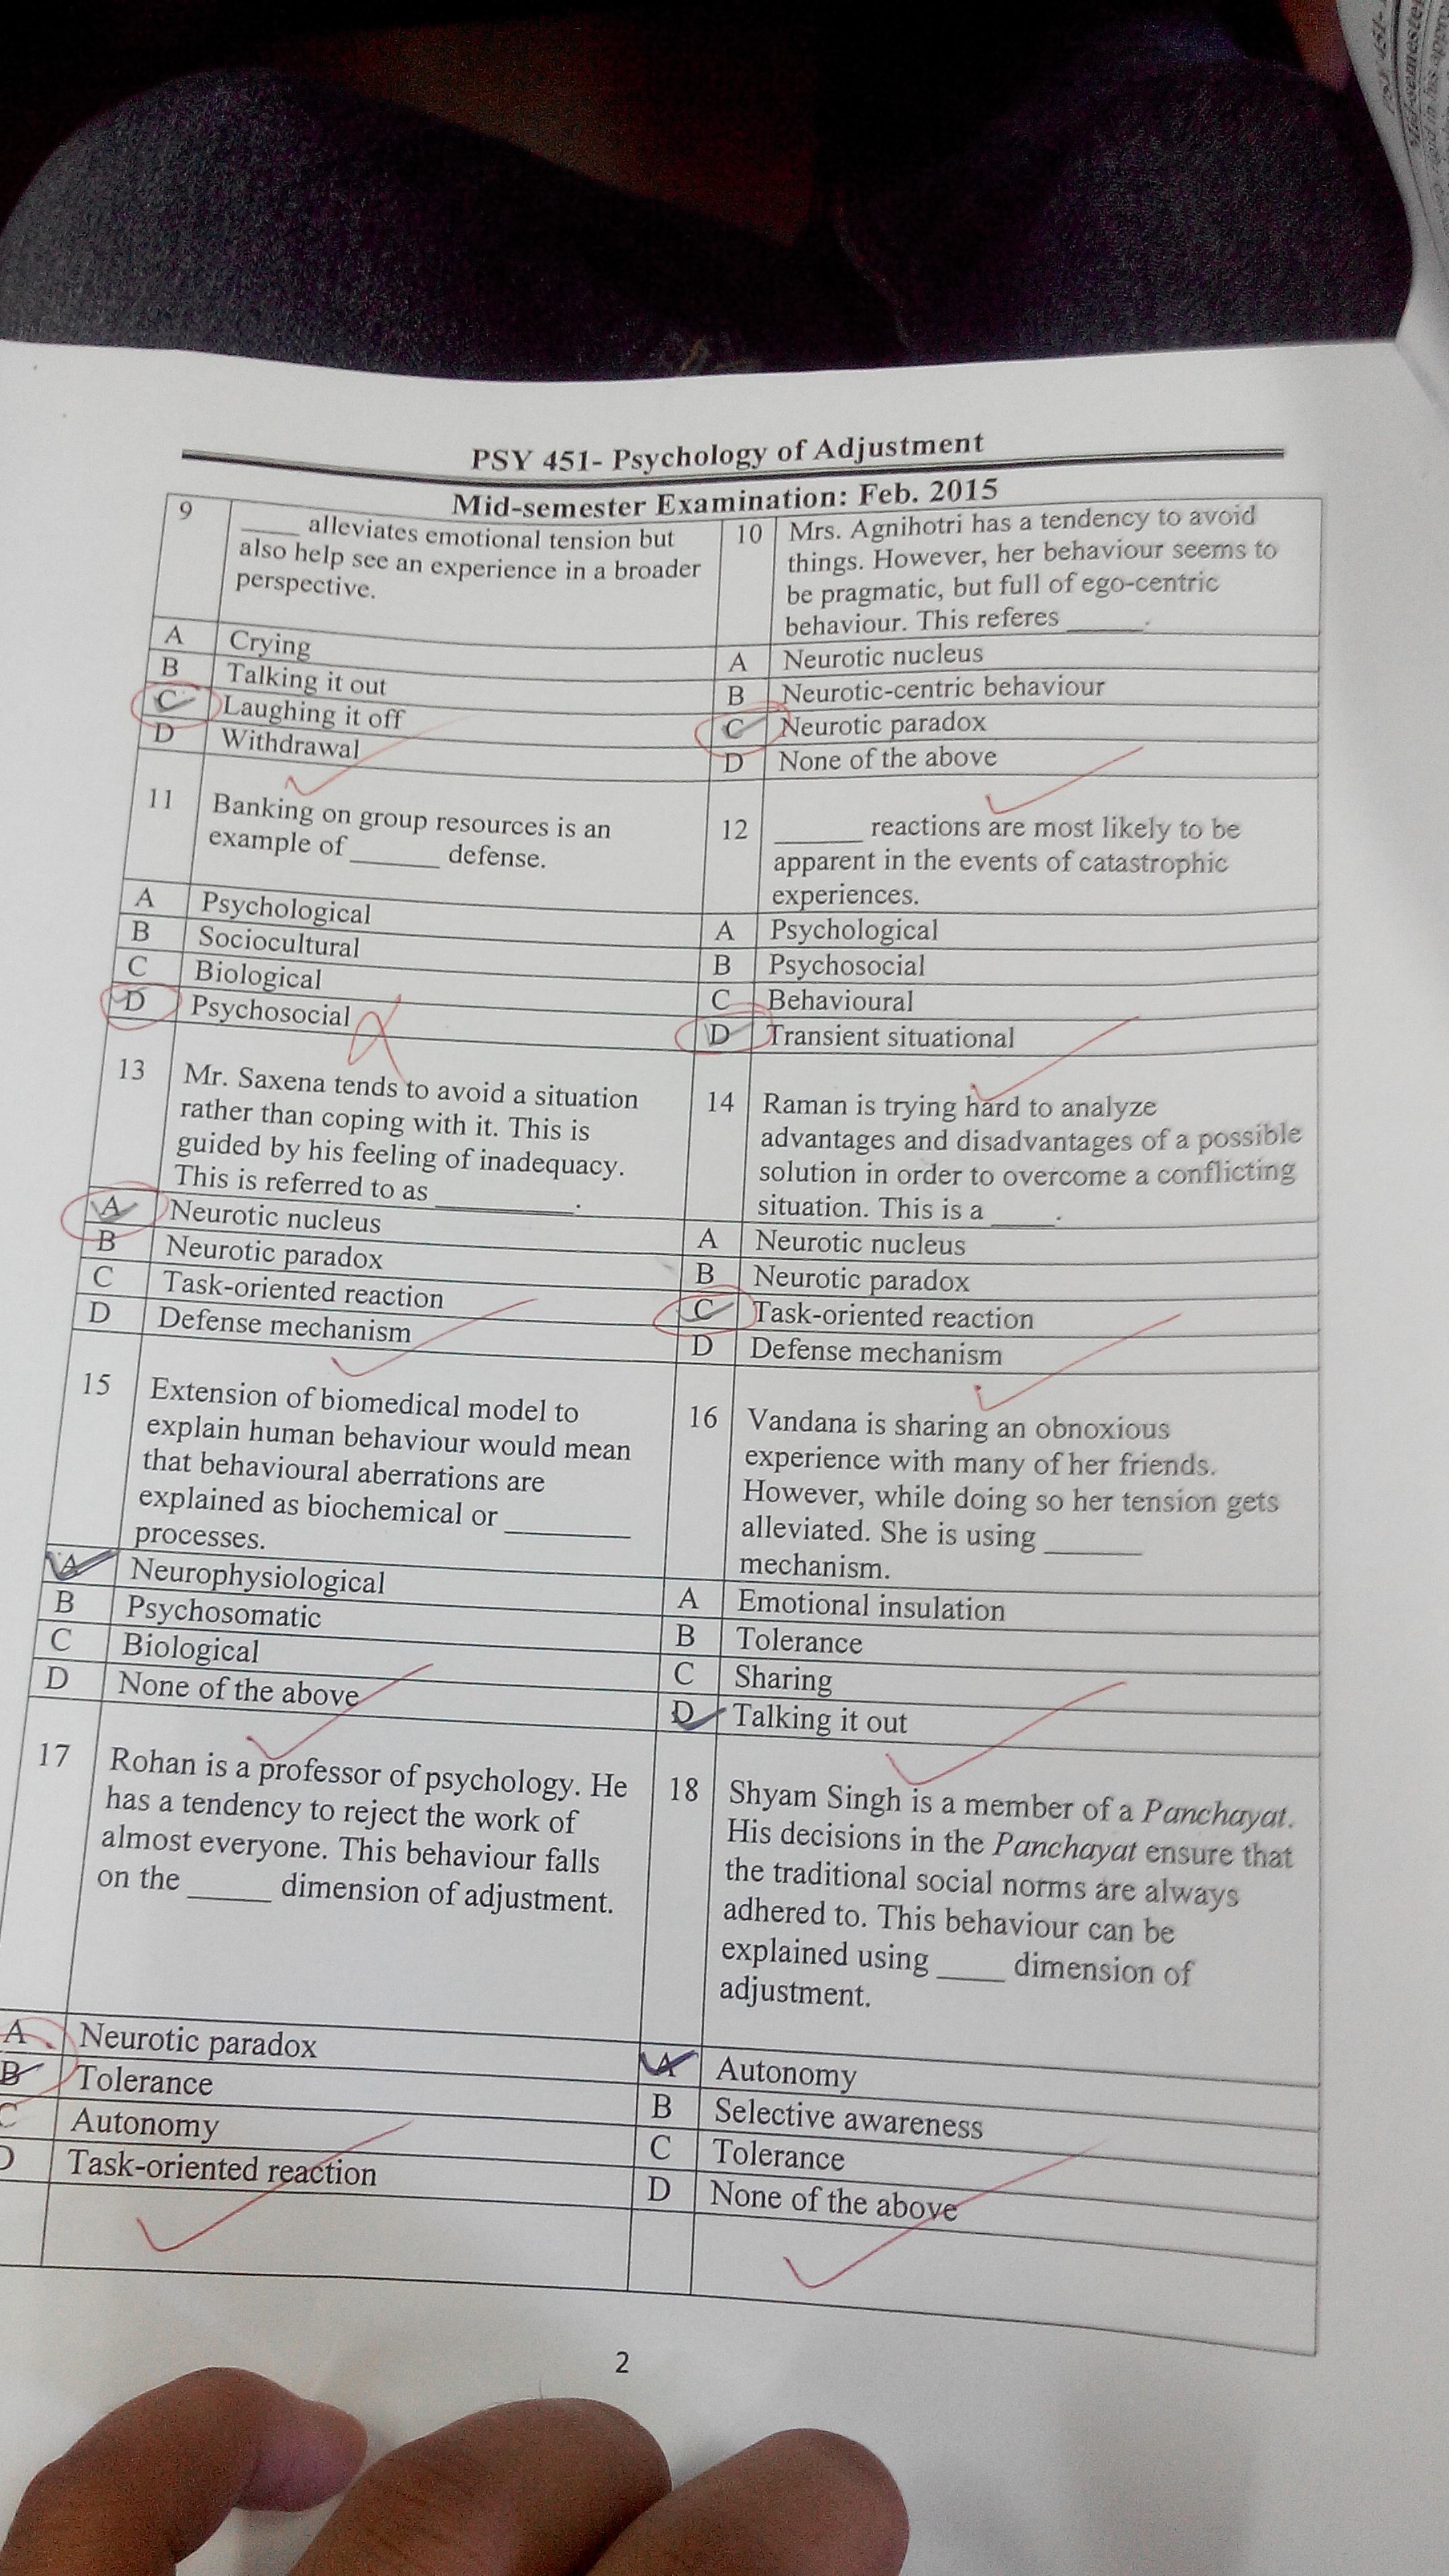 PSY 451- Psychology of Adjustment
Mid-semester Examination: Feb. 2015
9 _____ alleviates emotional tension but
also help see an experience in a broader
perspective.
A Crying
B Talking it out
C Laughing it off
D Withdrawal
10 Mrs. Agnihotri has a tendency to avoid
things. However, her behaviour seems to
be pragmatic, but full of ego-centric
behaviour. This referes ______.
A Neurotic nucleus
B Neurotic-centric behaviour
C Neurotic paradox
D None of the above
11 Banking on group resources is an
example of ______ defense.
A Psychological
B Sociocultural
C Biological
D Psychosocial
12 ______ reactions are most likely to be
apparent in the events of catastrophic
experiences.
A Psychological
B Psychosocial
C Behavioural
D Transient situational
13 Mr. Saxena tends to avoid a situation
rather than coping with it. This is
guided by his feeling of inadequacy.
This is referred to as __________.
A Neurotic nucleus
B Neurotic paradox
C Task-oriented reaction
D Defense mechanism
14 Raman is trying hard to analyze
advantages and disadvantages of a possible
solution in order to overcome a conflicting
situation. This is a _____.
A Neurotic nucleus
B Neurotic paradox
C Task-oriented reaction
D Defense mechanism
15 Extension of biomedical model to
explain human behaviour would mean
that behavioural aberrations are
explained as biochemical or _________
processes.
A Neurophysiological
B Psychosomatic
C Biological
D None of the above
16 Vandana is sharing an obnoxious
experience with many of her friends.
However, while doing so her tension gets
alleviated. She is using _______
mechanism.
A Emotional insulation
B Tolerance
C Sharing
D Talking it out
17 Rohan is a professor of psychology. He
has a tendency to reject the work of
almost everyone. This behaviour falls
on the ______ dimension of adjustment.
A Neurotic paradox
B Tolerance
C Autonomy
D Task-oriented reaction
18 Shyam Singh is a member of a Panchayat.
His decisions in the Panchayat ensure that
the traditional social norms are always
adhered to. This behaviour can be
explained using _____ dimension of
adjustment.
A Autonomy
B Selective awareness
C Tolerance
D None of the above
2